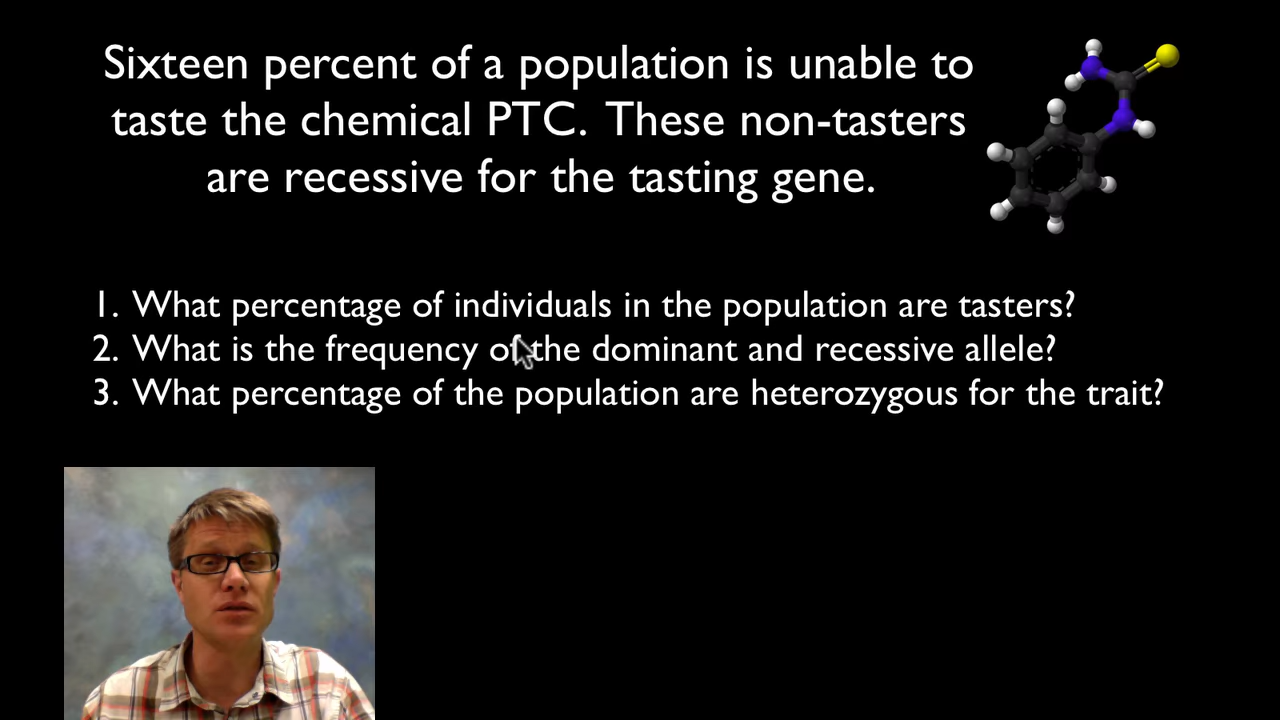 Sixteen percent of a population is unable to
taste the chemical PTC. These non-tasters
are recessive for the tasting gene.
1. What percentage of individuals in the population are tasters?
2. What is the frequency of the dominant and recessive allele?
3. What percentage of the population are heterozygous for the trait?